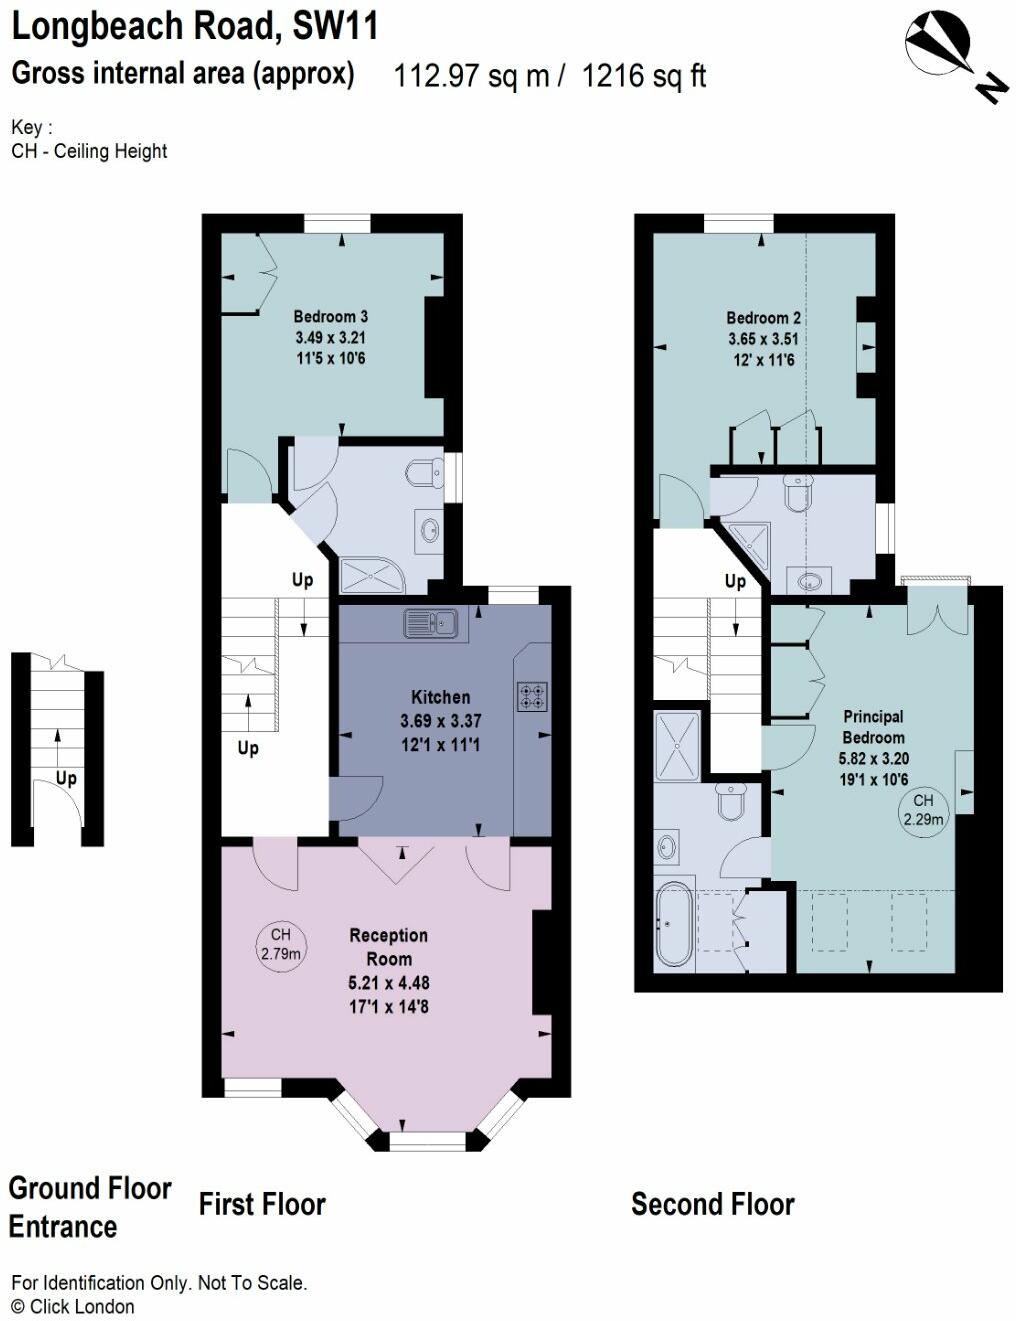 Longbeach Road, SW11
Gross internal area (approx) 112.97 sq m / 1216 sq ft
N
Key :
CH - Ceiling Height
Bedroom 3
3.49 x 3.21
11'5 x 10'6
Up
Up
Up
Kitchen
3.69 x 3.37
12'1 x 11'1
CH
2.79m
Reception
Room
5.21 x 4.48
17'1 x 14'8
Bedroom 2
3.65 x 3.51
12' x 11'6
Up
Principal
Bedroom
5.82 x 3.20
19'1 x 10'6
CH
2.29m
Ground Floor
Entrance
First Floor
Second Floor
For Identification Only. Not To Scale.
© Click London